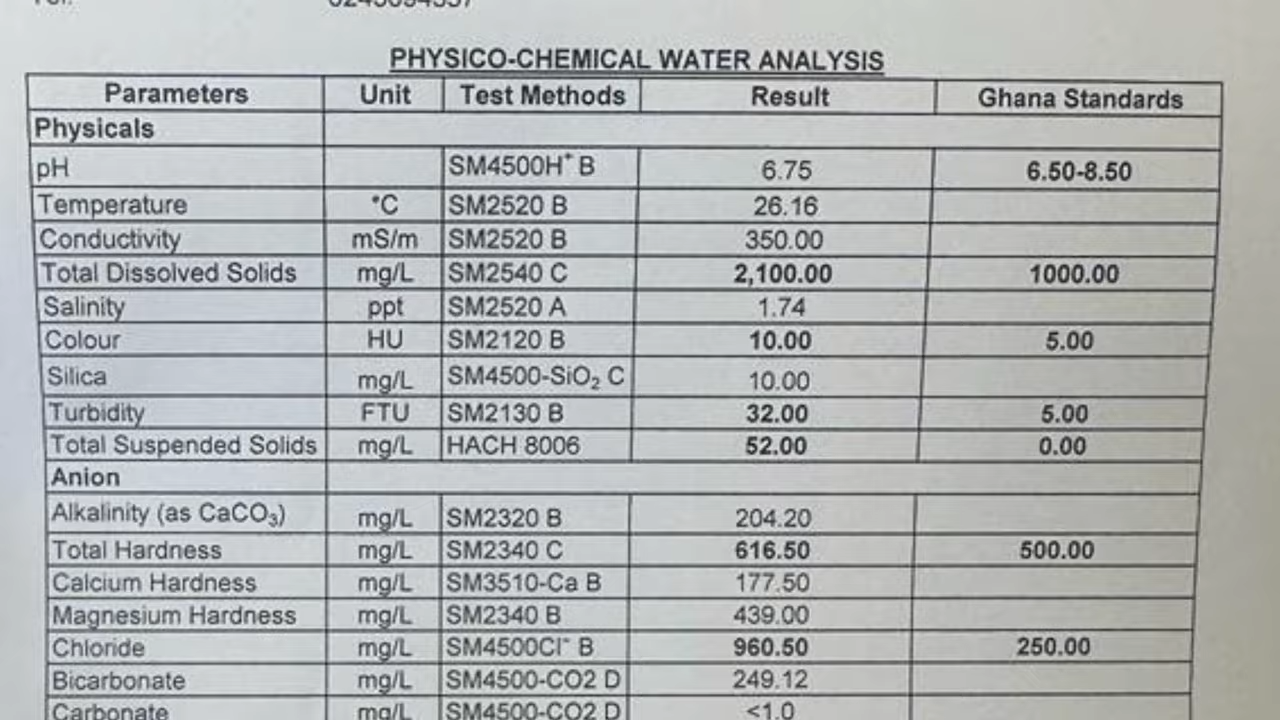 PHYSICO-CHEMICAL WATER ANALYSIS
Parameters Unit Test Methods Result Ghana Standards
Physicals
pH SM4500H⁺ B 6.75 6.50-8.50
Temperature °C SM2520 B 26.16
Conductivity mS/m SM2520 B 350.00
Total Dissolved Solids mg/L SM2540 C 2,100.00 1000.00
Salinity ppt SM2520 A 1.74
Colour HU SM2120 B 10.00 5.00
Silica mg/L SM4500-SiO₂ C 10.00
Turbidity FTU SM2130 B 32.00 5.00
Total Suspended Solids mg/L HACH 8006 52.00 0.00
Anion
Alkalinity (as CaCO₃) mg/L SM2320 B 204.20
Total Hardness mg/L SM2340 C 616.50 500.00
Calcium Hardness mg/L SM3510-Ca B 177.50
Magnesium Hardness mg/L SM2340 B 439.00
Chloride mg/L SM4500Cl⁻ B 960.50 250.00
Bicarbonate mg/L SM4500-CO2 D 249.12
Carbonate mg/L SM4500-CO2 D <1.0